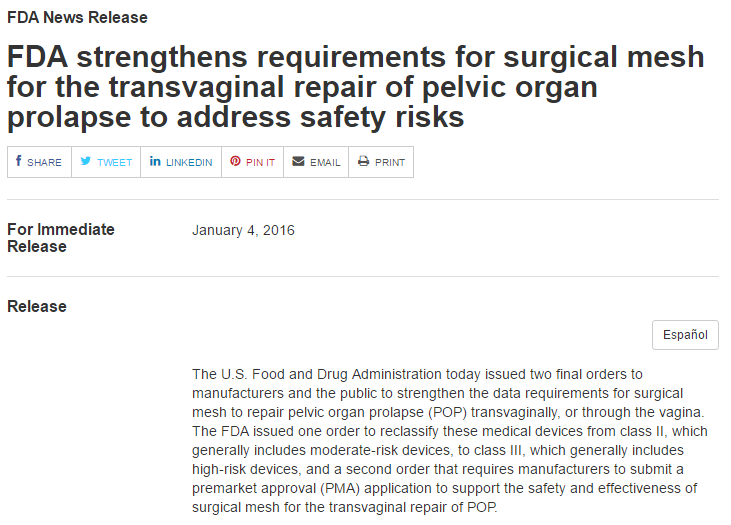 FDA News Release
FDA strengthens requirements for surgical mesh
for the transvaginal repair of pelvic organ
prolapse to address safety risks
SHARE TWEET LINKEDIN PIN IT EMAIL PRINT
For Immediate January 4, 2016
Release
Release
Español
The U.S. Food and Drug Administration today issued two final orders to
manufacturers and the public to strengthen the data requirements for surgical
mesh to repair pelvic organ prolapse (POP) transvaginally, or through the vagina.
The FDA issued one order to reclassify these medical devices from class II, which
generally includes moderate-risk devices, to class III, which generally includes
high-risk devices, and a second order that requires manufacturers to submit a
premarket approval (PMA) application to support the safety and effectiveness of
surgical mesh for the transvaginal repair of POP.